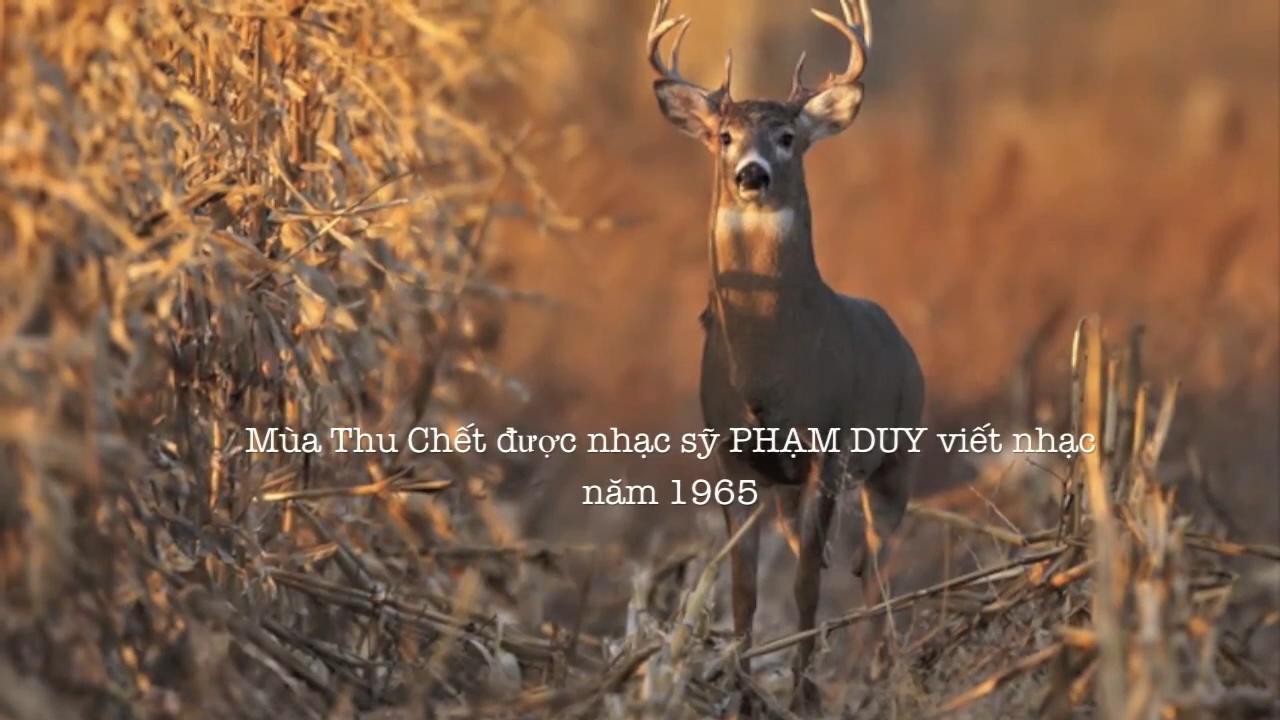 Mùa Thu Chết được nhạc sỹ PHẠM DUY viết nhạc
năm 1965